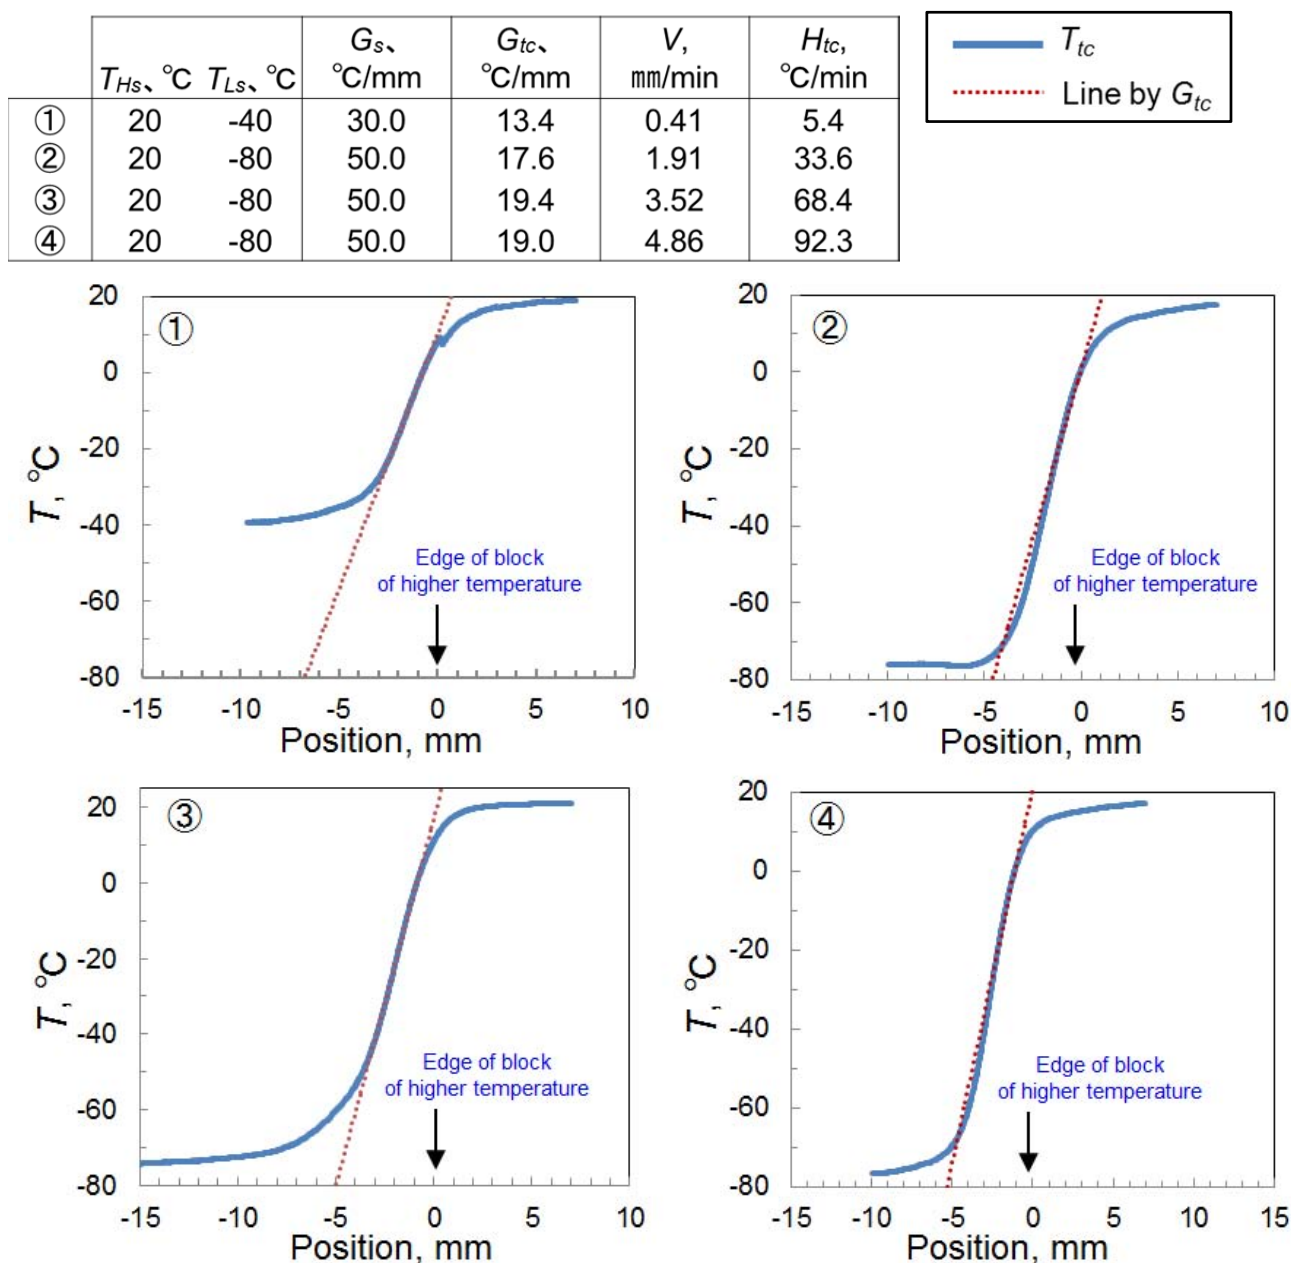 G_s、 G_tc、 V, H_tc,
T_Hs、℃ T_Ls、℃ ℃/mm ℃/mm ㎜/min ℃/min
① 20 -40 30.0 13.4 0.41 5.4
② 20 -80 50.0 17.6 1.91 33.6
③ 20 -80 50.0 19.4 3.52 68.4
④ 20 -80 50.0 19.0 4.86 92.3
T_tc
Line by G_tc
①
20
0
-20
-40
-60
-80
T, ℃
Edge of block
of higher temperature
-15 -10 -5 0 5 10
Position, mm
②
20
0
-20
-40
-60
-80
T, ℃
Edge of block
of higher temperature
-15 -10 -5 0 5 10
Position, mm
③
20
0
-20
-40
-60
-80
T, ℃
Edge of block
of higher temperature
-15 -10 -5 0 5 10
Position, mm
④
20
0
-20
-40
-60
-80
T, ℃
Edge of block
of higher temperature
-15 -10 -5 0 5 10 15
Position, mm